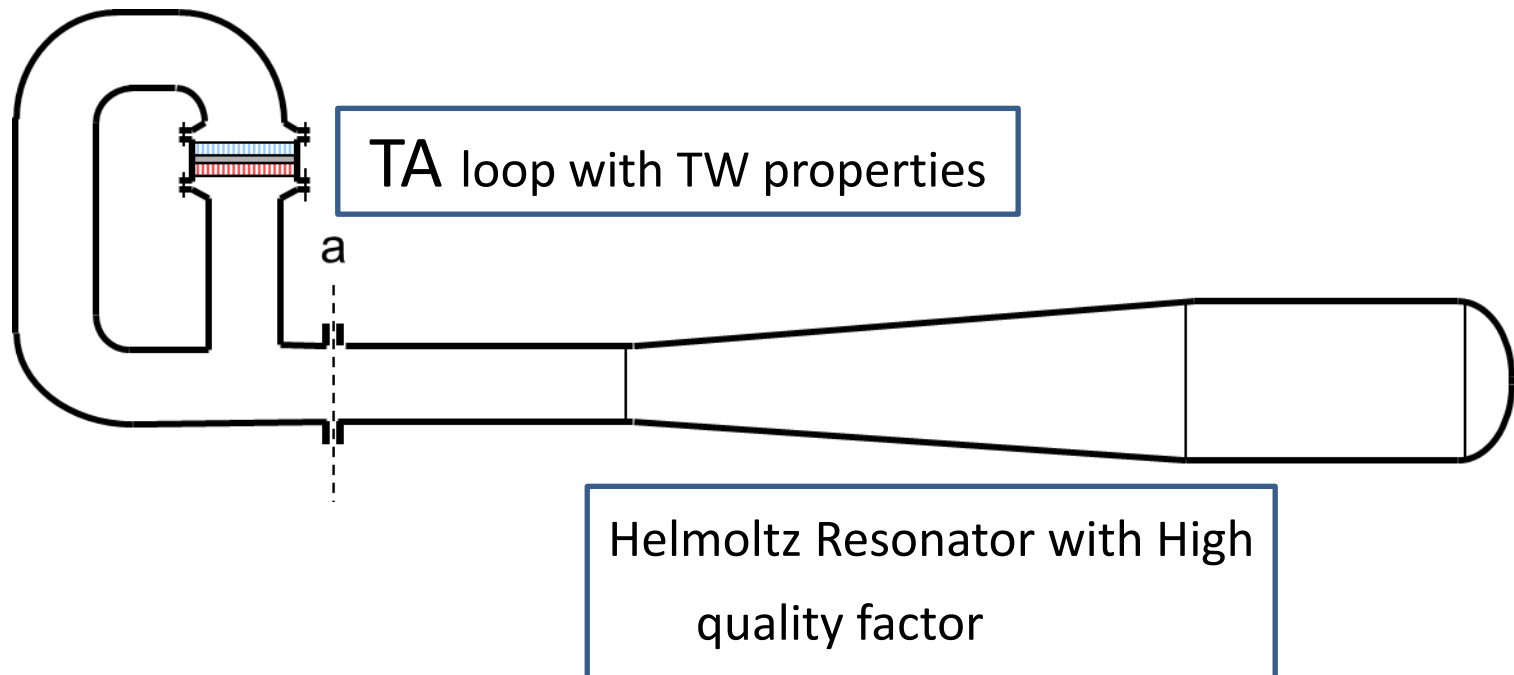 TA loop with TW properties
a
Helmoltz Resonator with High
quality factor